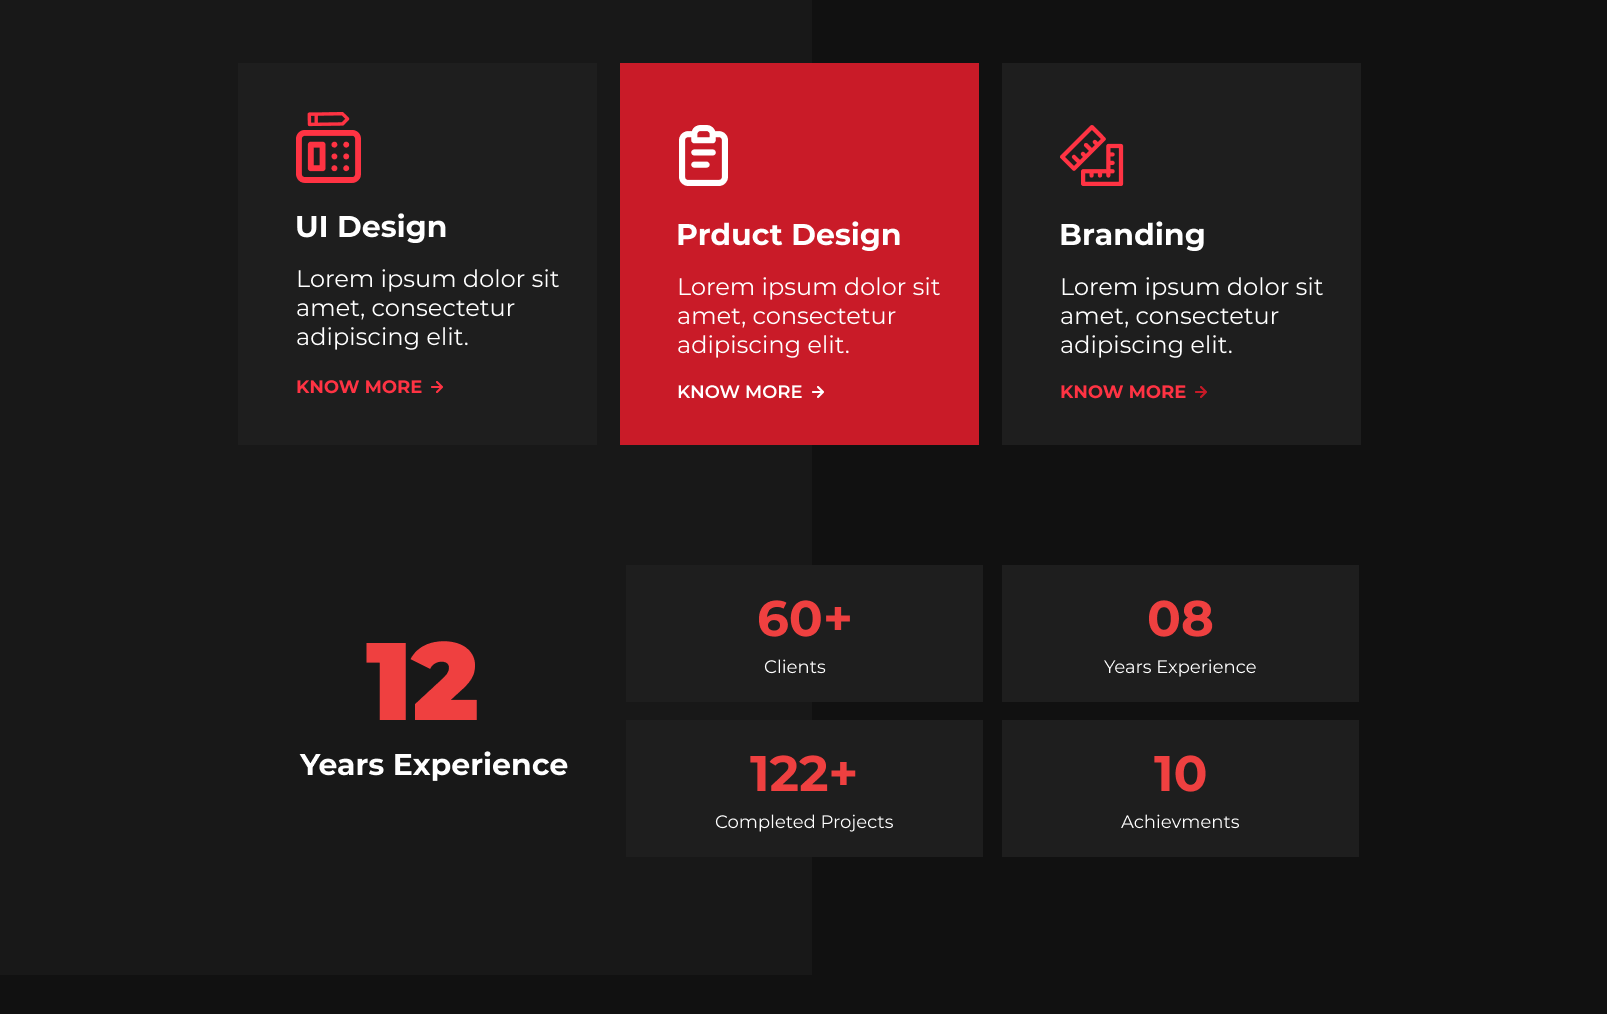 UI Design
Lorem ipsum dolor sit
amet, consectetur
adipiscing elit.
KNOW MORE →
Prduct Design
Lorem ipsum dolor sit
amet, consectetur
adipiscing elit.
KNOW MORE →
Branding
Lorem ipsum dolor sit
amet, consectetur
adipiscing elit.
KNOW MORE →
12
Years Experience
60+
Clients
08
Years Experience
122+
Completed Projects
10
Achievments